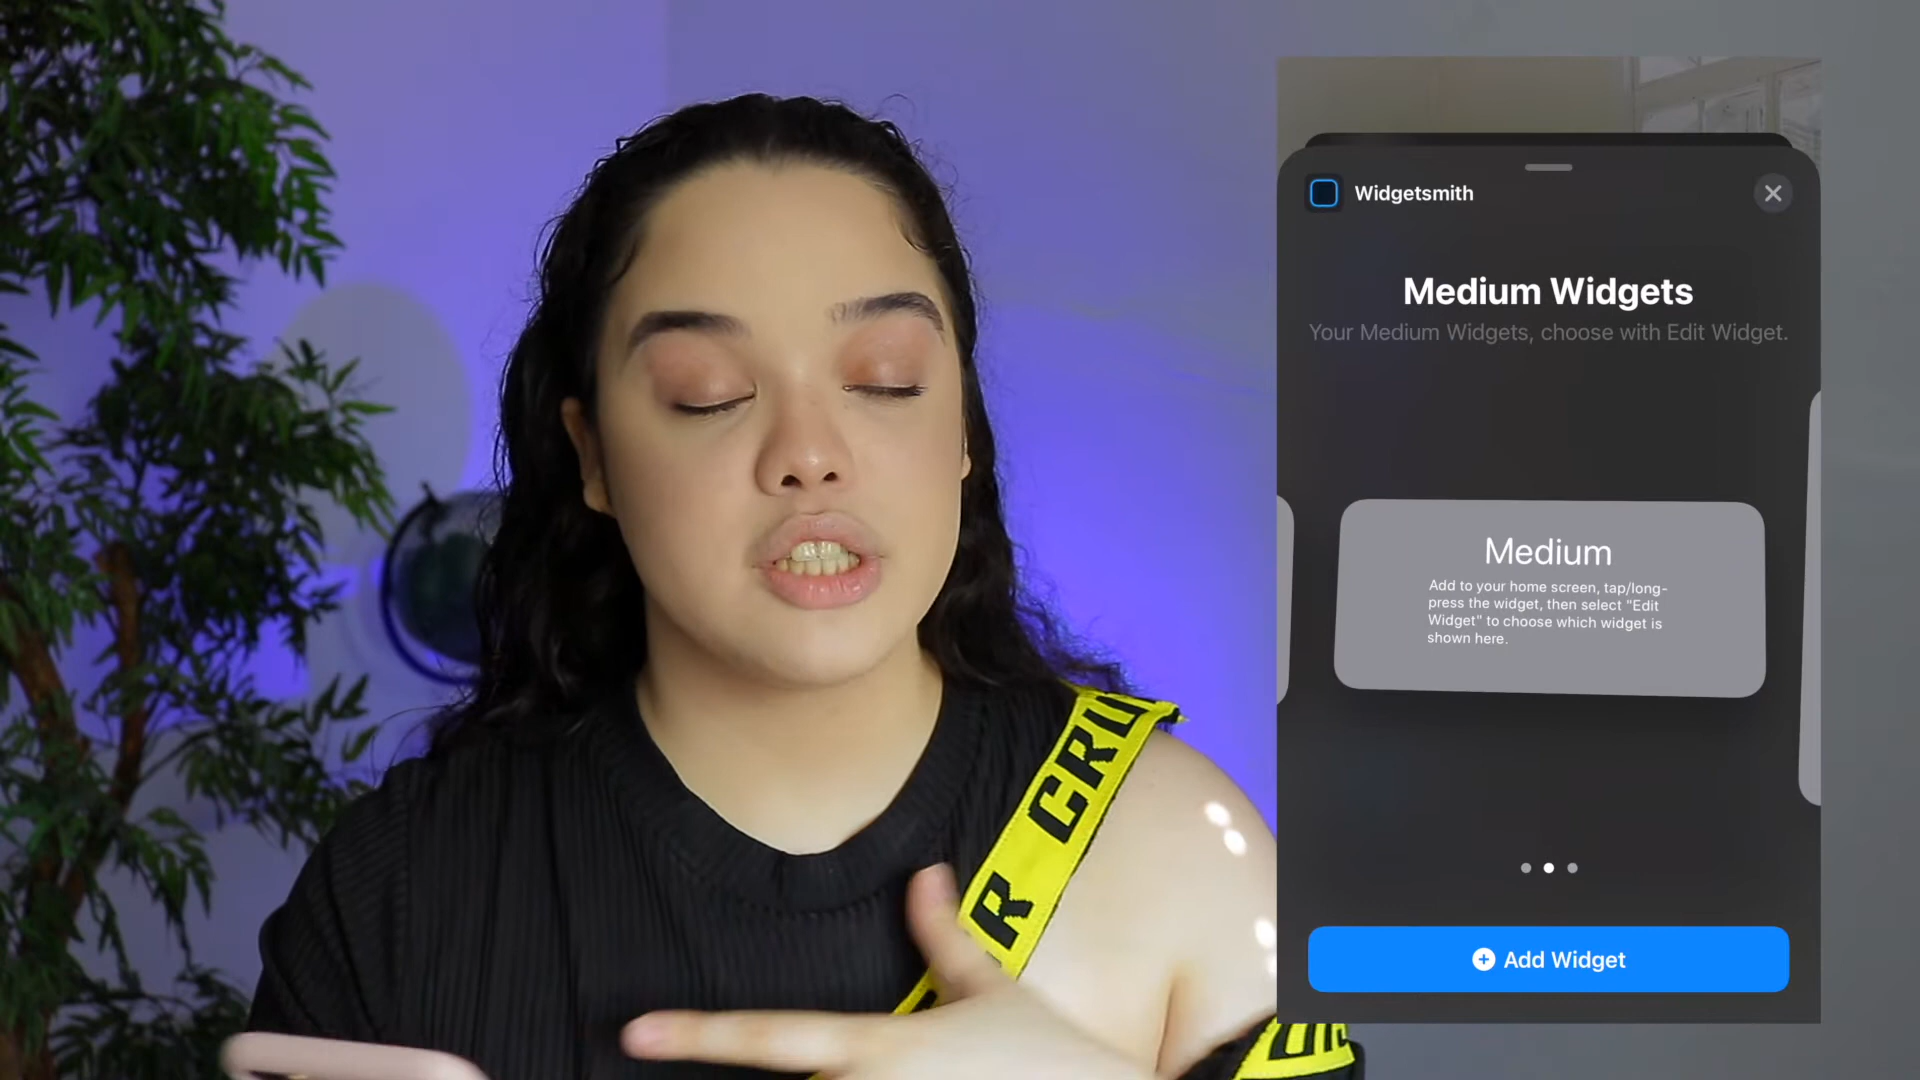 Widgetsmith
Medium Widgets
Your Medium Widgets, choose with Edit Widget.
Medium
Add to your home screen, tap/long-
press the widget, then select "Edit
Widget" to choose which widget is
shown here.
Add Widget
CRU
R